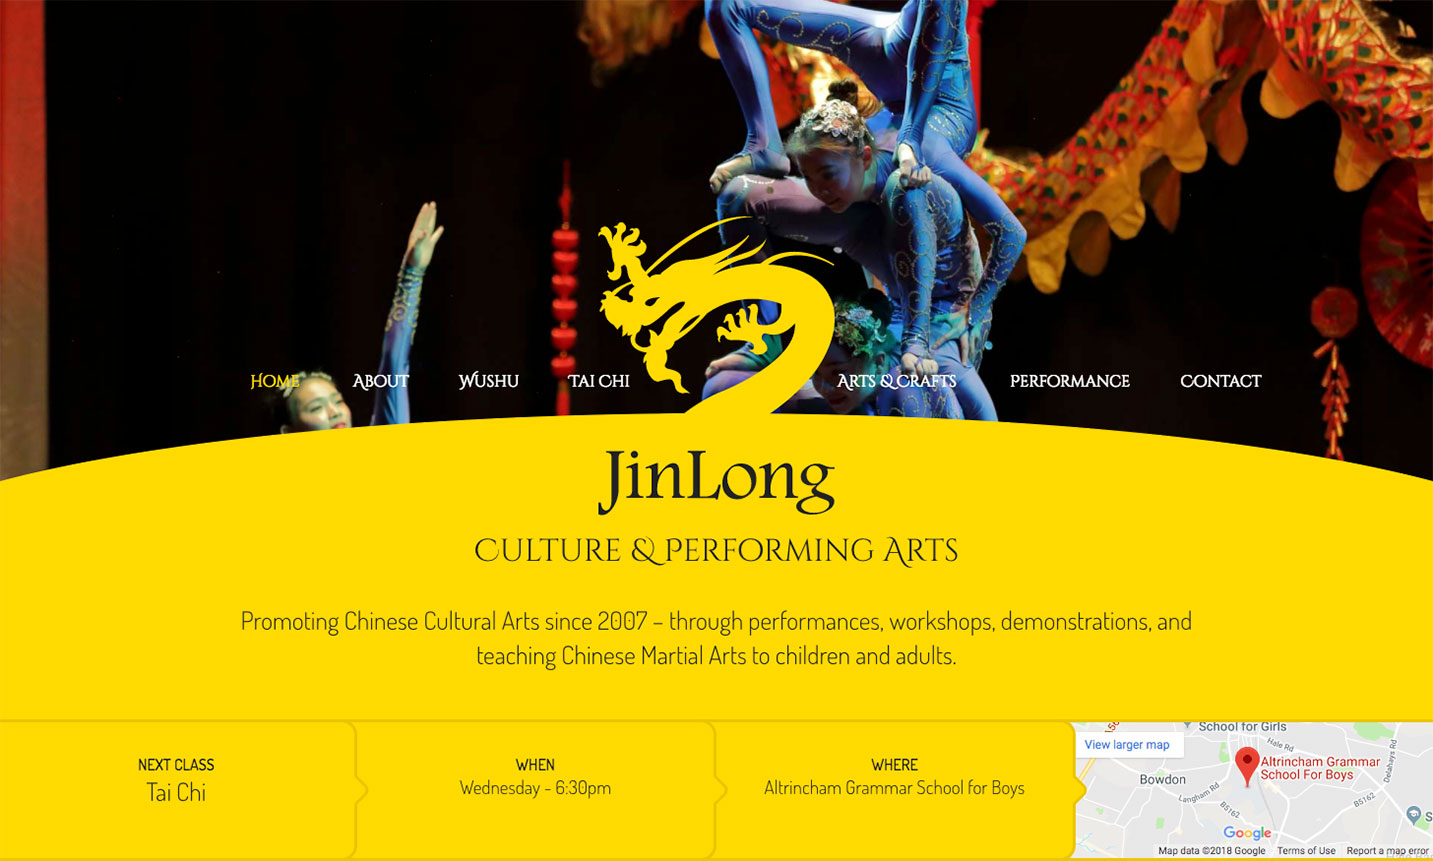 Home About Wushu Tai Chi Arts & Crafts Performance Contact
JinLong
Culture & Performing Arts
Promoting Chinese Cultural Arts since 2007 – through performances, workshops, demonstrations, and
teaching Chinese Martial Arts to children and adults.
NEXT CLASS
Tai Chi
WHEN
Wednesday - 6:30pm
WHERE
Altrincham Grammar School for Boys
School for Girls
View larger map
Hale Rd
Delahays Rd
Altrincham Grammar
School For Boys
Bowdon
Langham Rd
B5162
B5162
S
Google
Map data ©2018 Google Terms of Use Report a map error